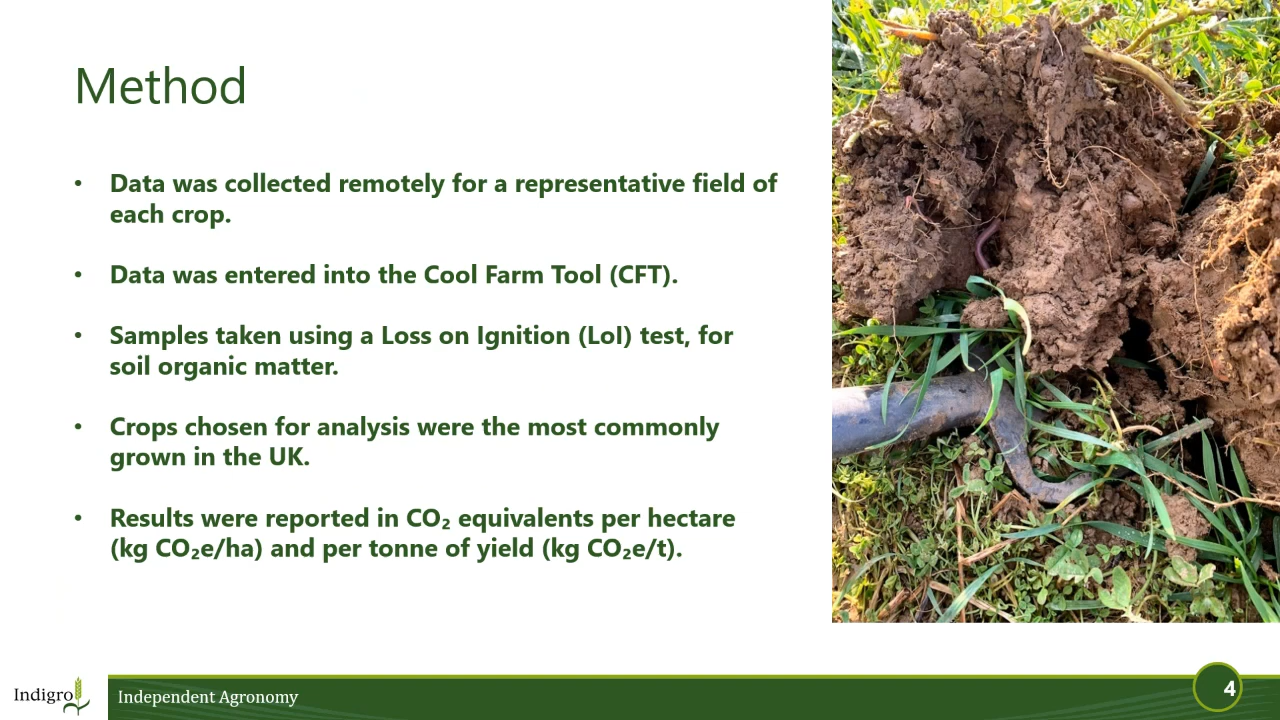 Method
• Data was collected remotely for a representative field of
each crop.
• Data was entered into the Cool Farm Tool (CFT).
• Samples taken using a Loss on Ignition (LoI) test, for
soil organic matter.
• Crops chosen for analysis were the most commonly
grown in the UK.
• Results were reported in CO₂ equivalents per hectare
(kg CO₂e/ha) and per tonne of yield (kg CO₂e/t).
Indigro
Independent Agronomy
4